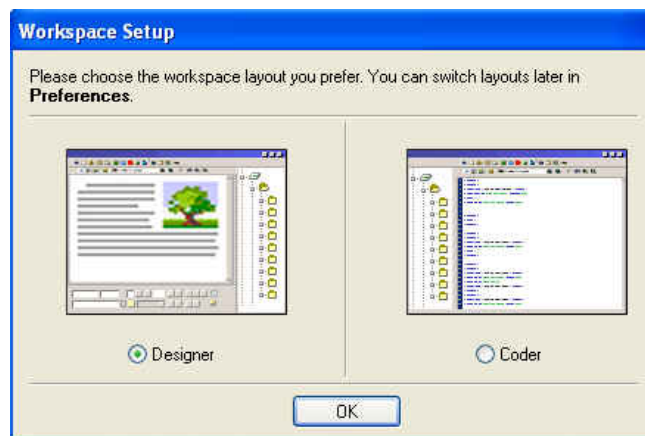 Workspace Setup
Please choose the workspace layout you prefer. You can switch layouts later in
Preferences.
Designer
Coder
OK